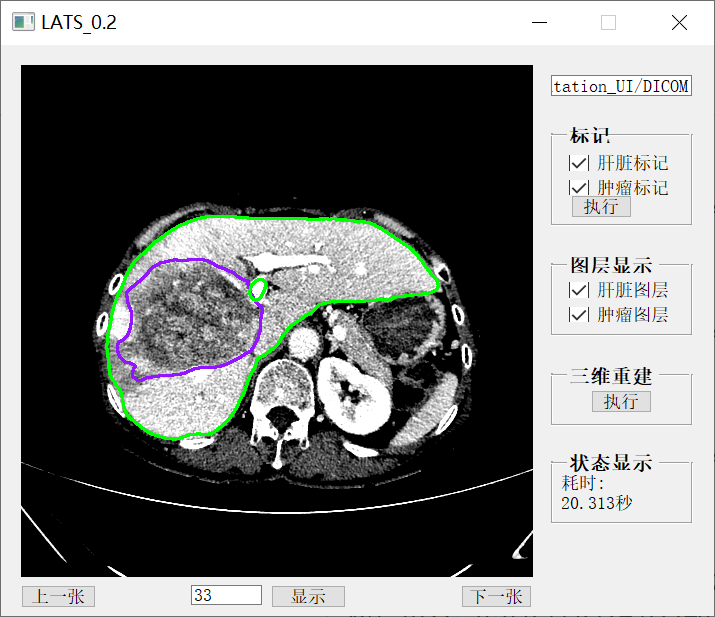 LATS_0.2
tation_UI/DICOM
标记
肝脏标记
肿瘤标记
执行
图层显示
肝脏图层
肿瘤图层
三维重建
执行
状态显示
耗时:
20.313秒
上一张
33
显示
下一张